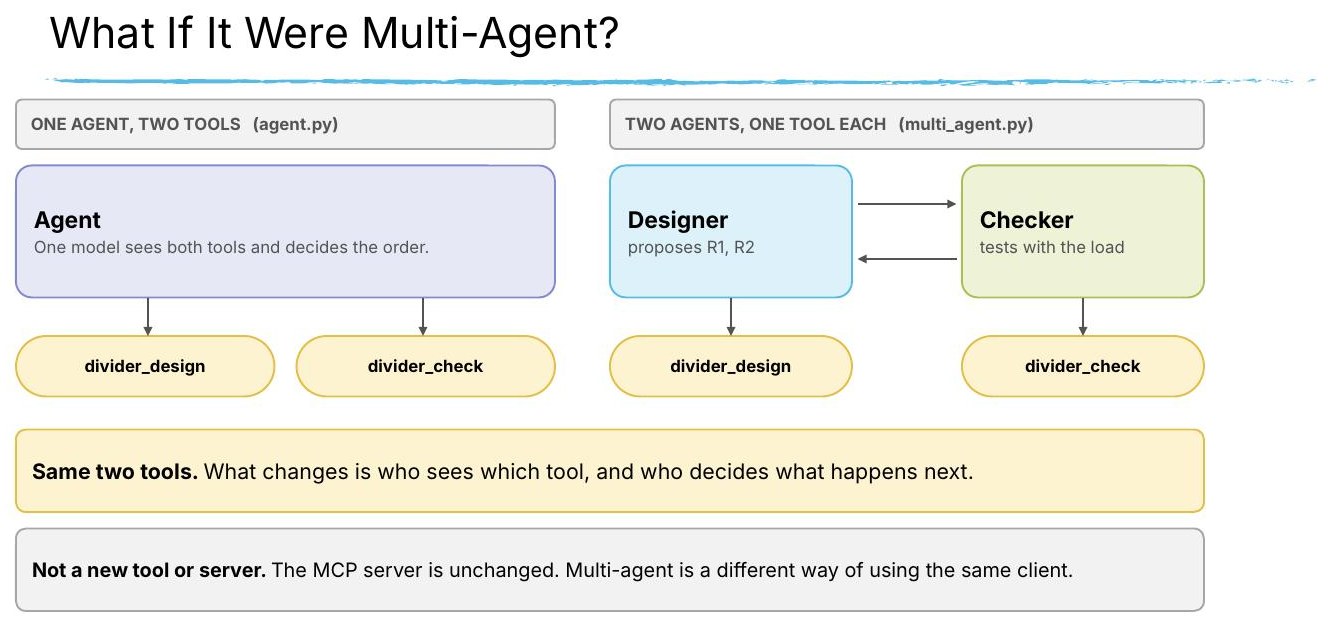 What If It Were Multi-Agent?
ONE AGENT, TWO TOOLS (agent.py)
Agent
One model sees both tools and decides the order.
divider_design
divider_check
TWO AGENTS, ONE TOOL EACH (multi_agent.py)
Designer
proposes R1, R2
Checker
tests with the load
divider_design
divider_check
Same two tools. What changes is who sees which tool, and who decides what happens next.
Not a new tool or server. The MCP server is unchanged. Multi-agent is a different way of using the same client.